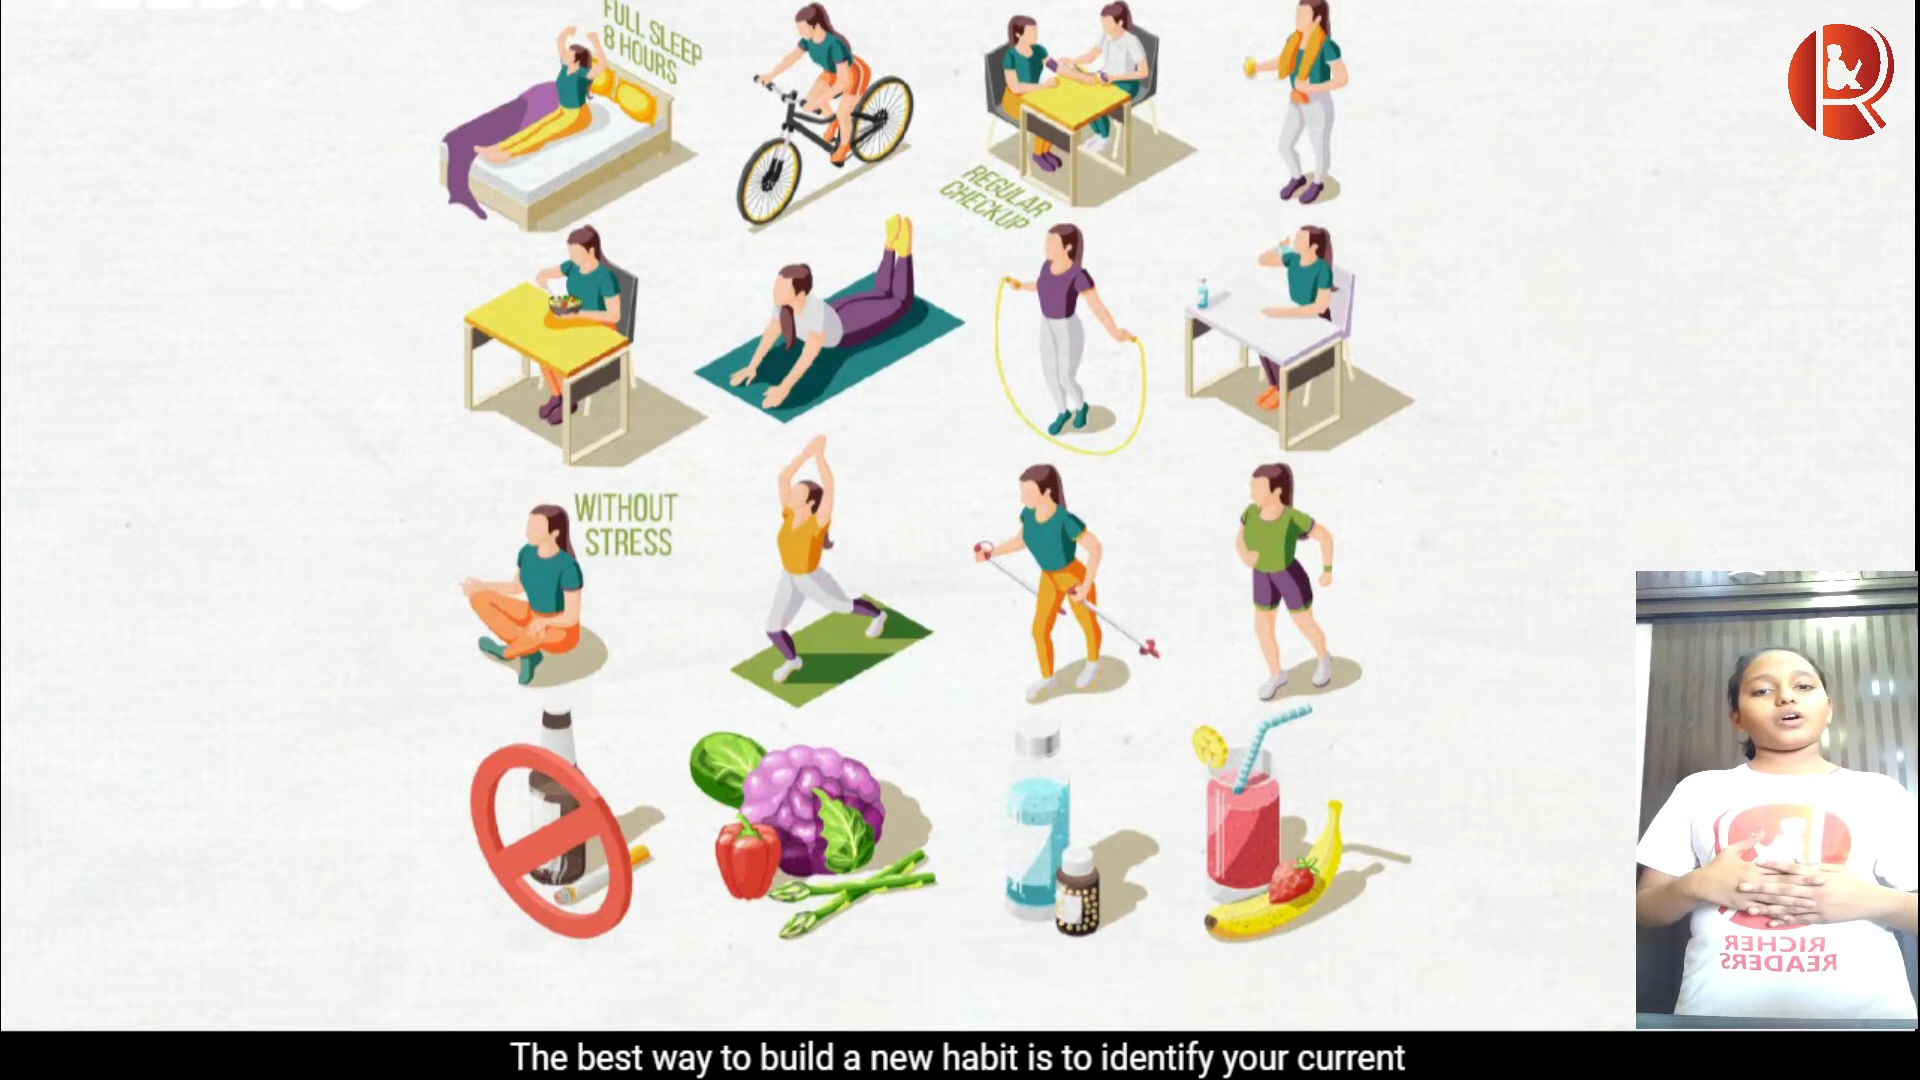 FULL SLEEP
8 HOURS
REGULAR
CHECKUP
WITHOUT
STRESS
RICHER
READERS
The best way to build a new habit is to identify your current